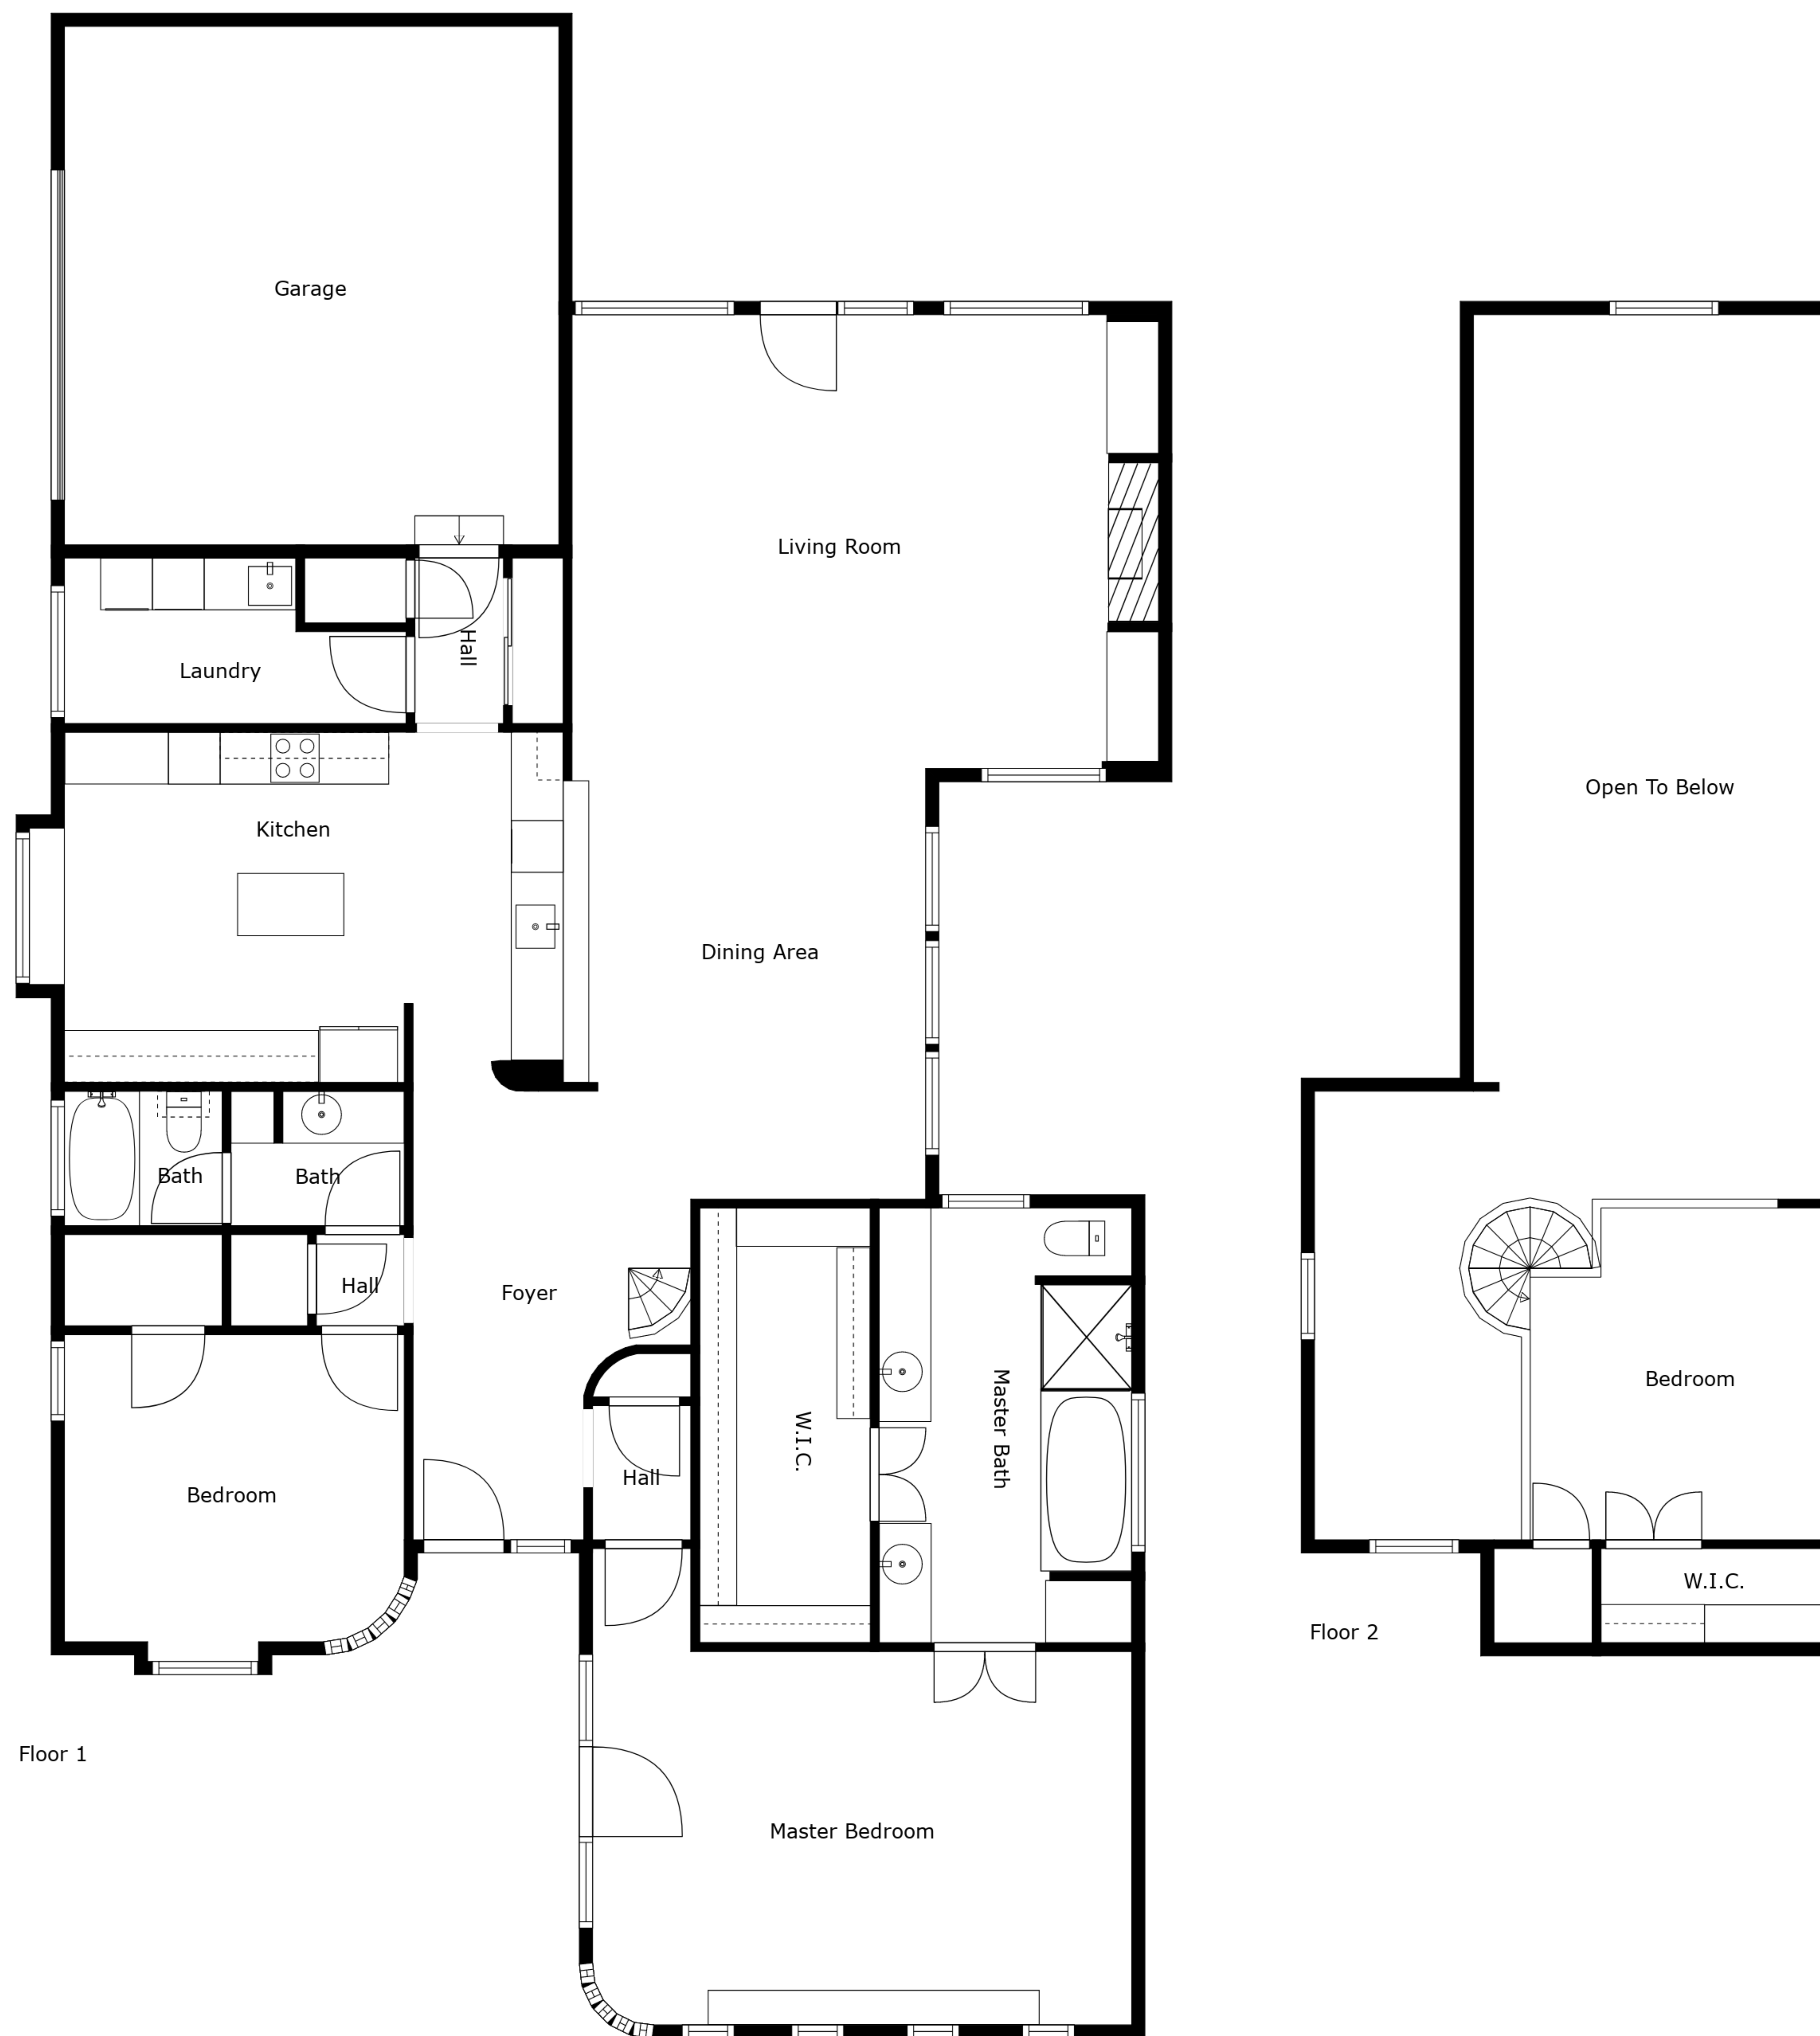 Garage
Living Room
Hall
Laundry
Open To Below
Kitchen
Dining Area
Bath
Bath
Hall
Foyer
Bedroom
W.I.C.
Master Bath
Hall
Bedroom
W.I.C.
Floor 2
Floor 1
Master Bedroom